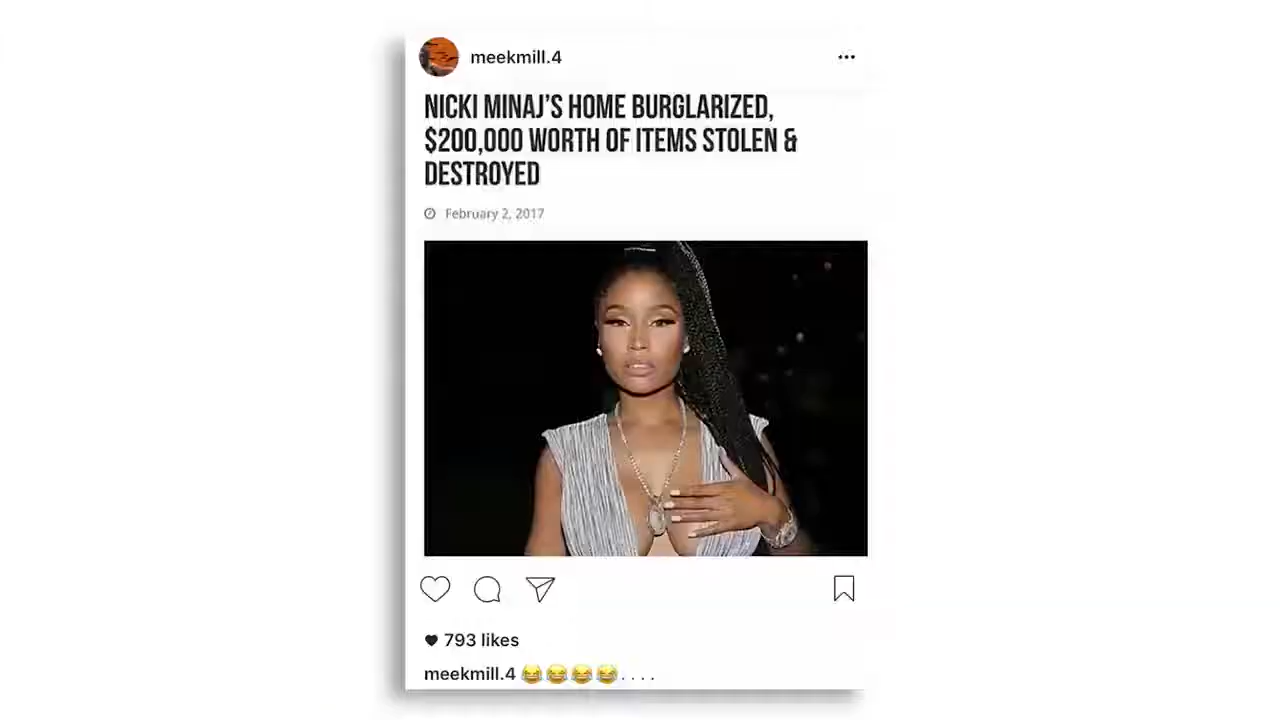 meekmill.4
NICKI MINAJ'S HOME BURGLARIZED,
$200,000 WORTH OF ITEMS STOLEN &
DESTROYED
February 2, 2017
793 likes
meekmill.4 😂😂😂😂. . . .